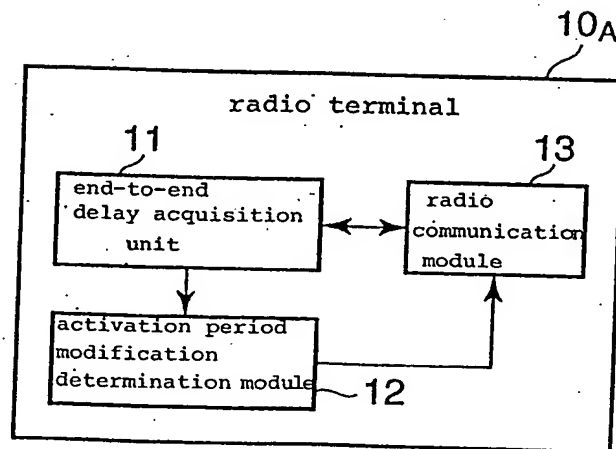 10A
radio terminal
11
end-to-end
delay acquisition
unit
13
radio
communication
module
activation period
modification
determination module
12